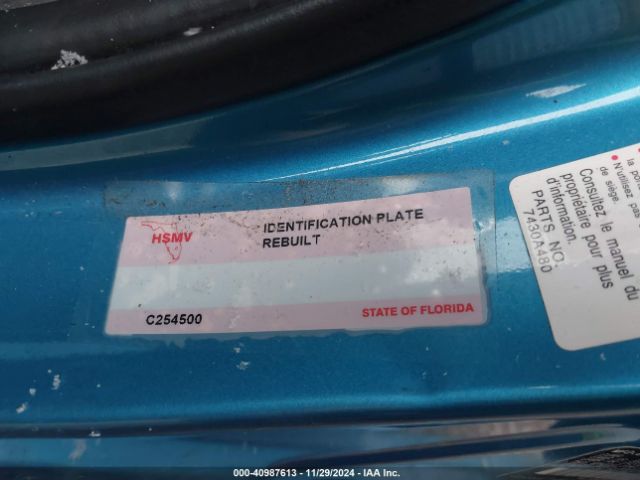 IDENTIFICATION PLATE
REBUILT
HSMV
C254500
STATE OF FLORIDA
• N'utilisez
de siège.
Consultez le manuel du
propriétaire pour plus
d'information.
PARTS NO.
7430A480
000-40987613 - 11/29/2024 - IAA Inc.